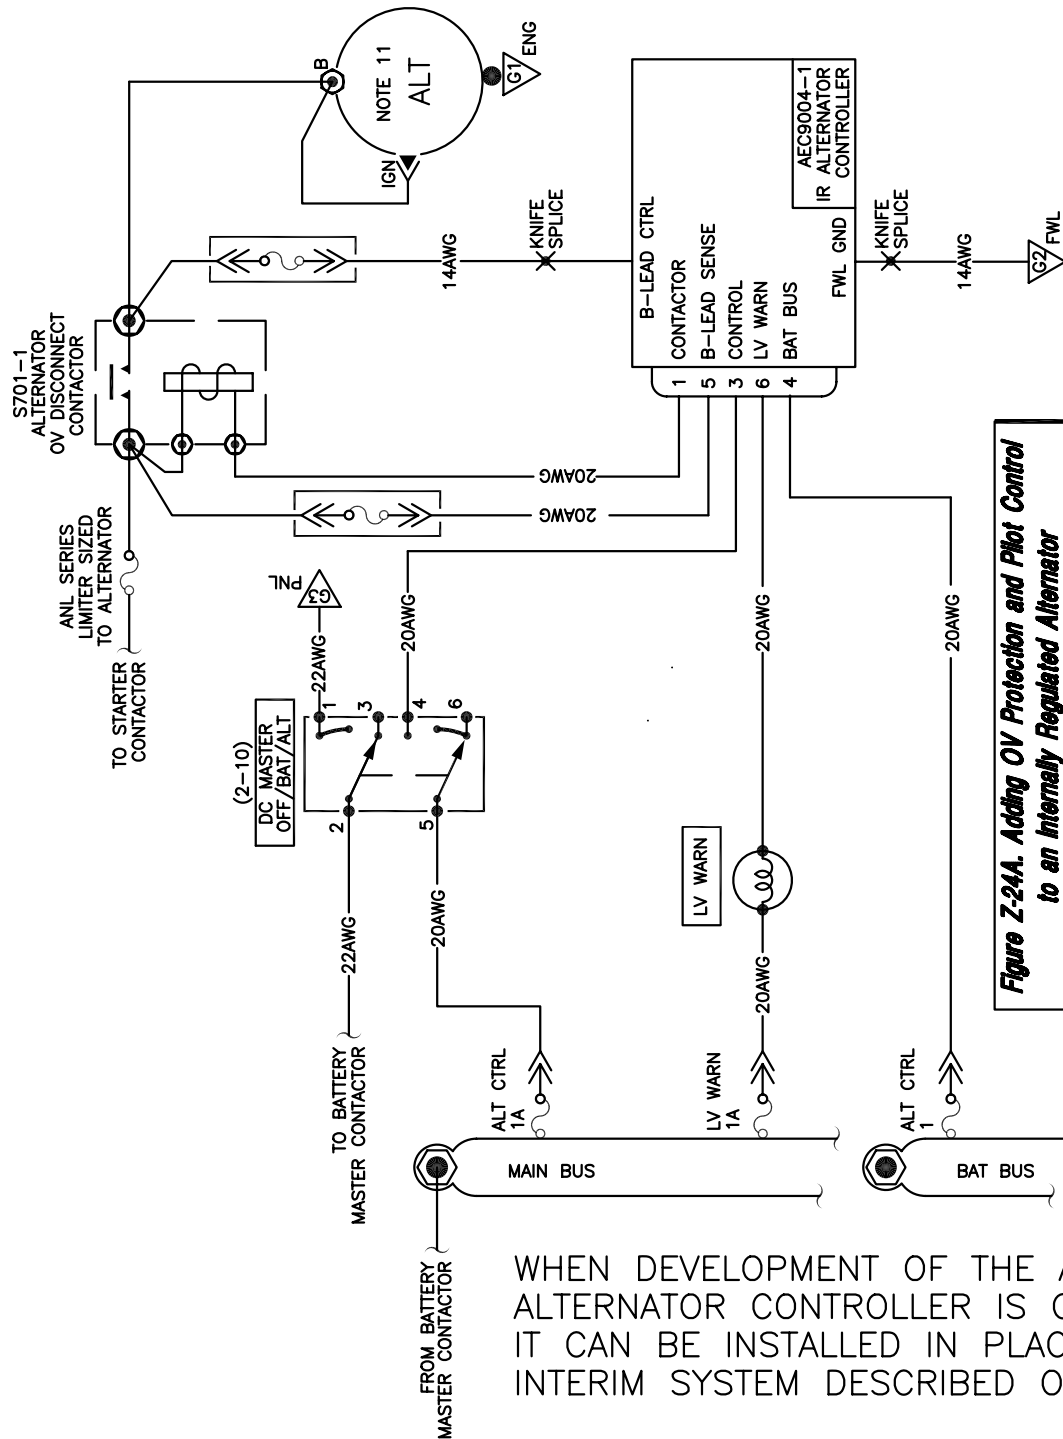 S701-1
ALTERNATOR
OV DISCONNECT
CONTACTOR
ANL SERIES
LIMITER SIZED
TO ALTERNATOR
TO STARTER
CONTACTOR
B
NOTE 11
ALT
IGN
G1
ENG
14AWG
KNIFE
SPLICE
B-LEAD CTRL
AEC9004-1
IR ALTERNATOR
CONTROLLER
1 CONTACTOR
5 B-LEAD SENSE
3 CONTROL
6 LV WARN
4 BAT BUS
FWL GND
KNIFE
SPLICE
14AWG
G2
FWL
20AWG
20AWG
G3
PNL
22AWG
20AWG
(2-10)
DC MASTER
OFF/BAT/ALT
1
3
4
6
2
5
22AWG
20AWG
TO BATTERY
MASTER CONTACTOR
20AWG
LV WARN
20AWG
20AWG
ALT CTRL
1A
LV WARN
1A
ALT CTRL
1
MAIN BUS
BAT BUS
FROM BATTERY
MASTER CONTACTOR
Figure Z-24A. Adding OV Protection and Pilot Control
to an Internally Regulated Alternator
WHEN DEVELOPMENT OF THE
ALTERNATOR CONTROLLER IS
IT CAN BE INSTALLED IN
INTERIM SYSTEM DESCRIBED